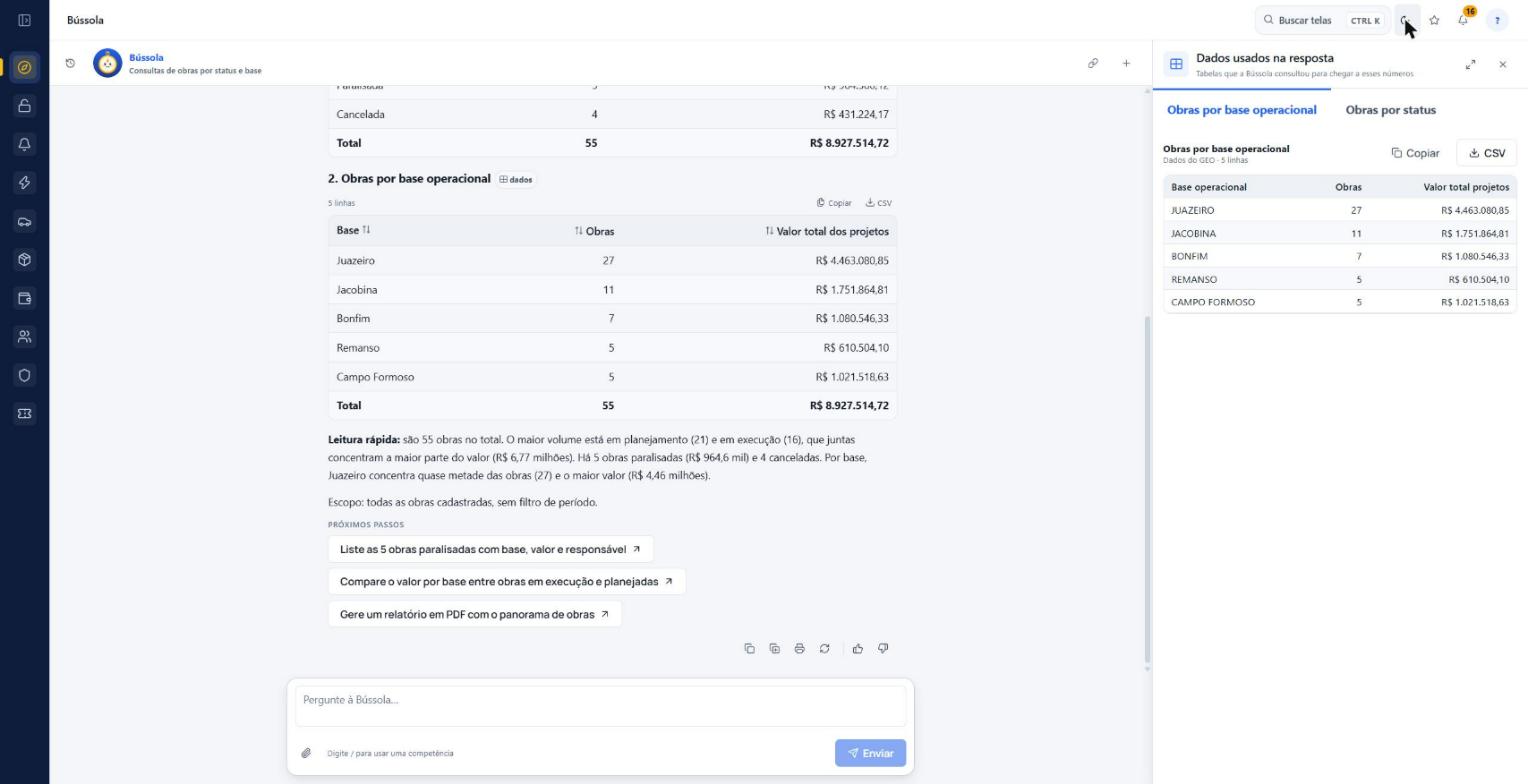 Bússola
Buscar telas CTRL K
16
?
Bússola
Consultas de obras por status e base
Cancelada 4 R$ 431.224,17
Total 55 R$ 8.927.514,72
2. Obras por base operacional dados
5 linhas Copiar CSV
Base Obras Valor total dos projetos
Juazeiro 27 R$ 4.463.080,85
Jacobina 11 R$ 1.751.864,81
Bonfim 7 R$ 1.080.546,33
Remanso 5 R$ 610.504,10
Campo Formoso 5 R$ 1.021.518,63
Total 55 R$ 8.927.514,72
Leitura rápida: são 55 obras no total. O maior volume está em planejamento (21) e em execução (16), que juntas
concentram a maior parte do valor (R$ 6,77 milhões). Há 5 obras paralisadas (R$ 964,6 mil) e 4 canceladas. Por base,
Juazeiro concentra quase metade das obras (27) e o maior valor (R$ 4,46 milhões).
Escopo: todas as obras cadastradas, sem filtro de período.
PRÓXIMOS PASSOS
Liste as 5 obras paralisadas com base, valor e responsável
Compare o valor por base entre obras em execução e planejadas
Gere um relatório em PDF com o panorama de obras
Pergunte à Bússola...
Digite / para usar uma competência
Enviar
Dados usados na resposta
Tabelas que a Bússola consultou para chegar a esses números
Obras por base operacional Obras por status
Obras por base operacional
Dados do GEO · 5 linhas
Copiar CSV
Base operacional Obras Valor total projetos
JUAZEIRO 27 R$ 4.463.080,85
JACOBINA 11 R$ 1.751.864,81
BONFIM 7 R$ 1.080.546,33
REMANSO 5 R$ 610.504,10
CAMPO FORMOSO 5 R$ 1.021.518,63